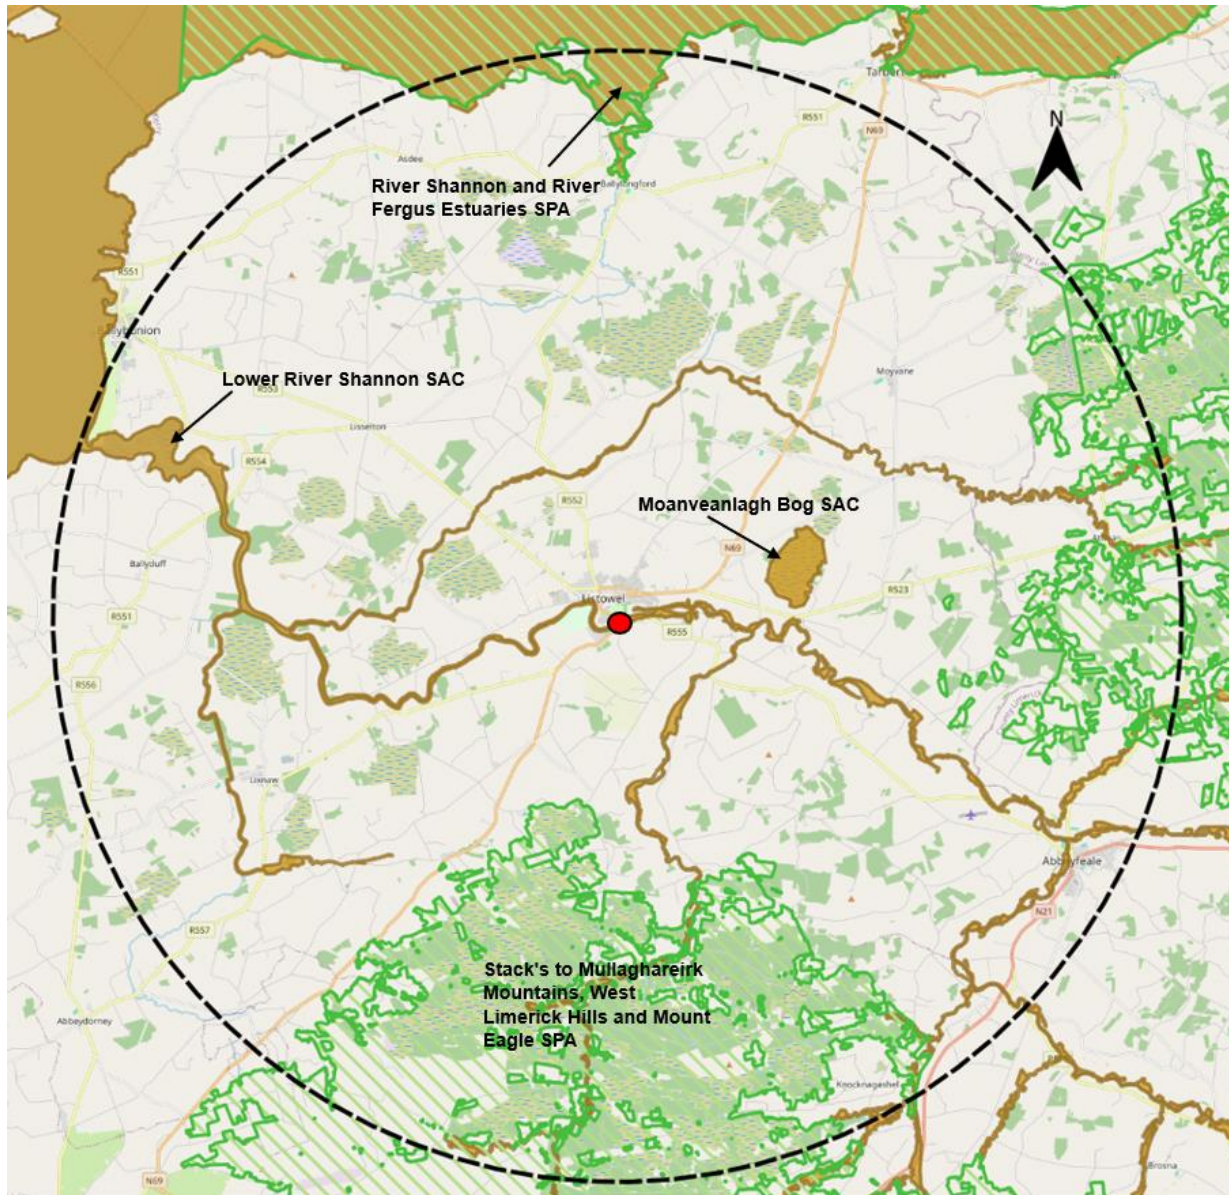 N
Tarbert
R551
N69
Asdee
River Shannon and River
Fergus Estuaries SPA
Ballylongford
R551
Ballybunion
Lower River Shannon SAC
R553
Moyvane
Lisselton
R554
R552
Moanveanlagh Bog SAC
N69
Ballyduff
R523
Listowel
R551
R555
R556
Lixnaw
Abbeyfeale
N21
R557
Stack's to Mullaghareirk
Mountains, West
Limerick Hills and Mount
Eagle SPA
Abbeydorney
Knocknagashel
Brosna
N69